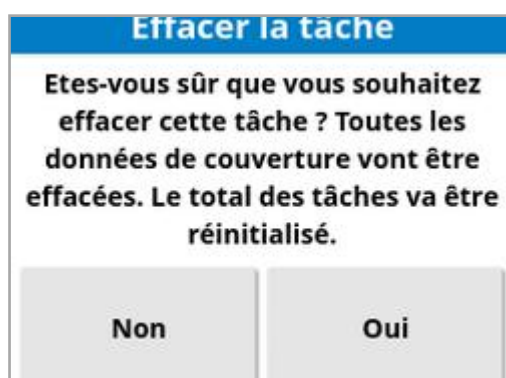 Effacer la tâche
Etes-vous sûr que vous souhaitez
effacer cette tâche ? Toutes les
données de couverture vont être
effacées. Le total des tâches va être
réinitialisé.
Non
Oui